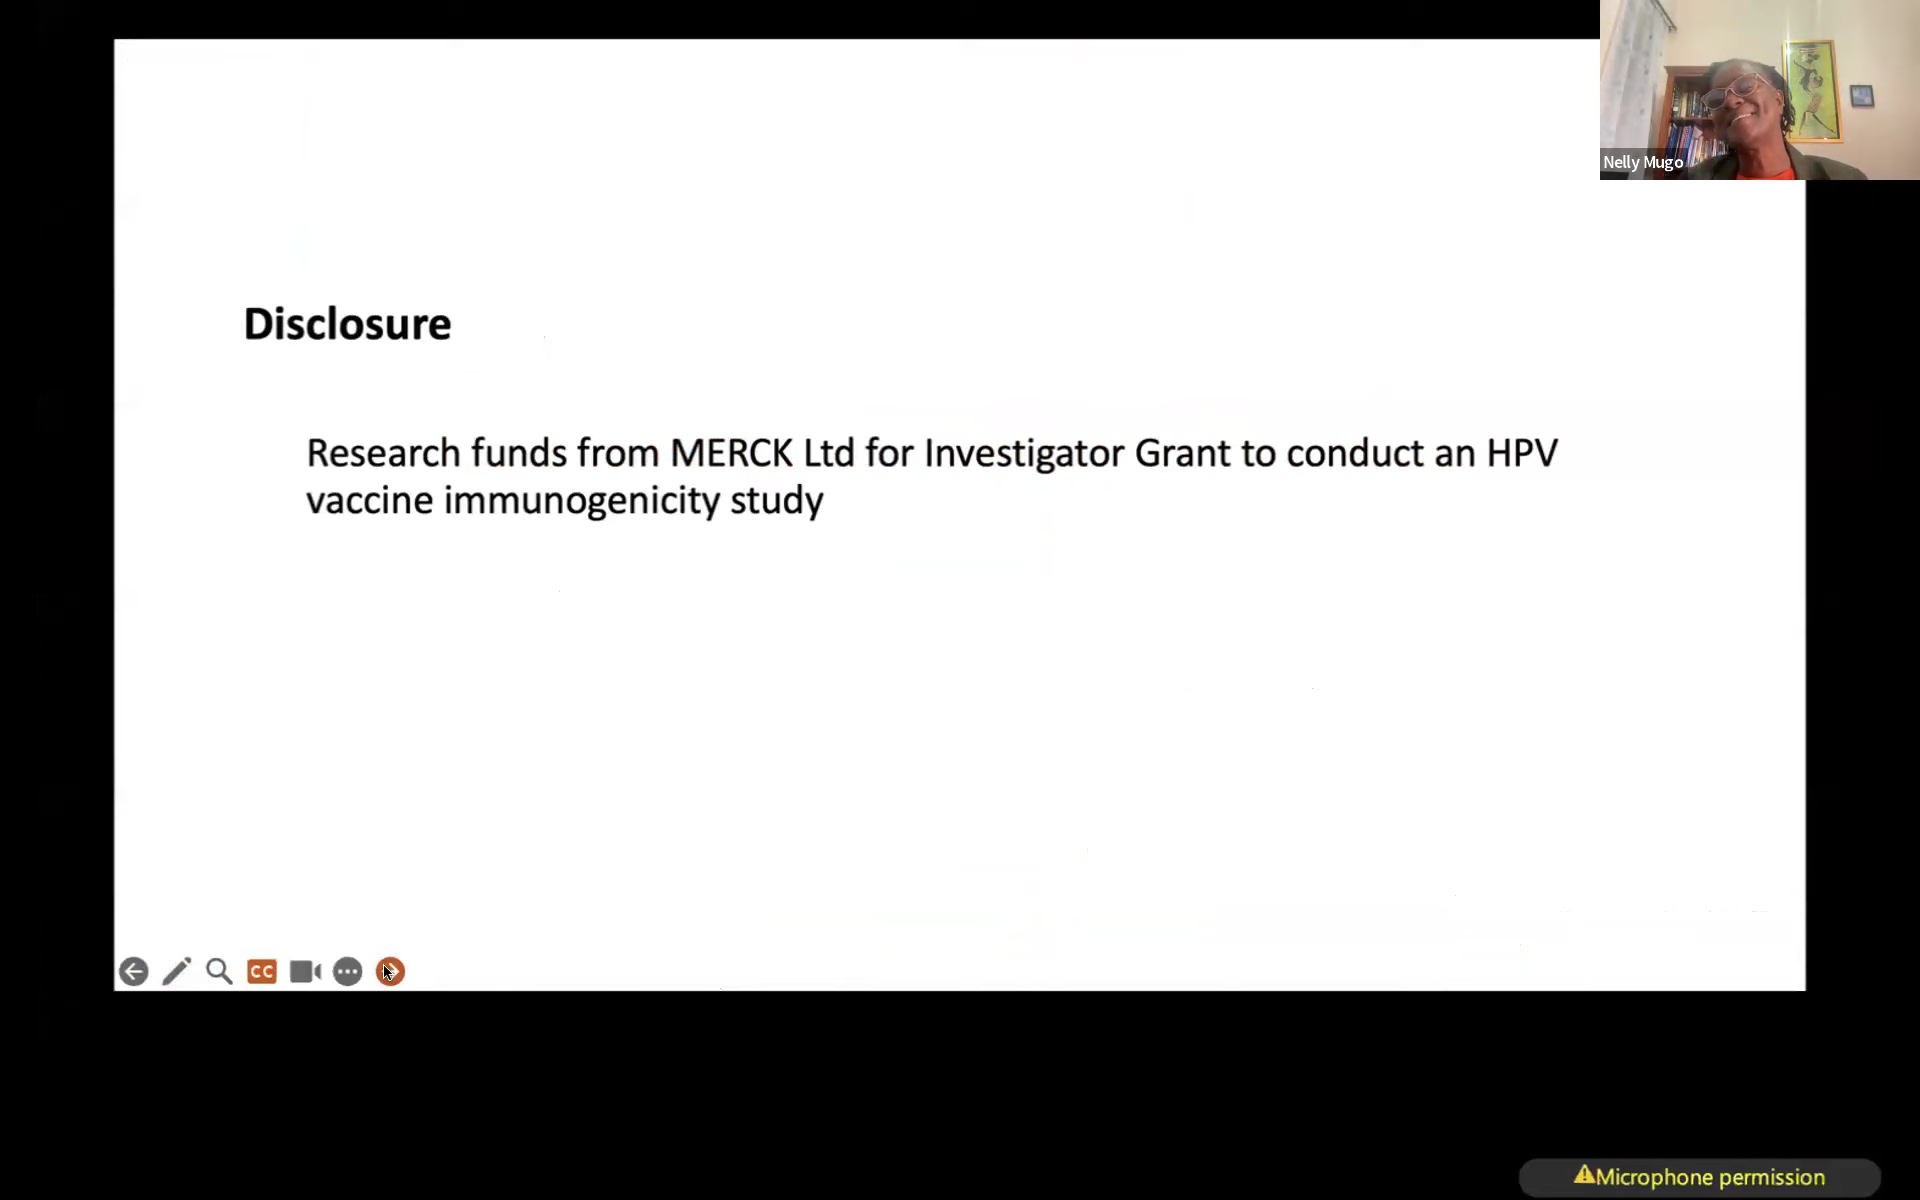 Nelly Mugo
Disclosure
Research funds from MERCK Ltd for Investigator Grant to conduct an HPV
vaccine immunogenicity study
CC
Microphone permission